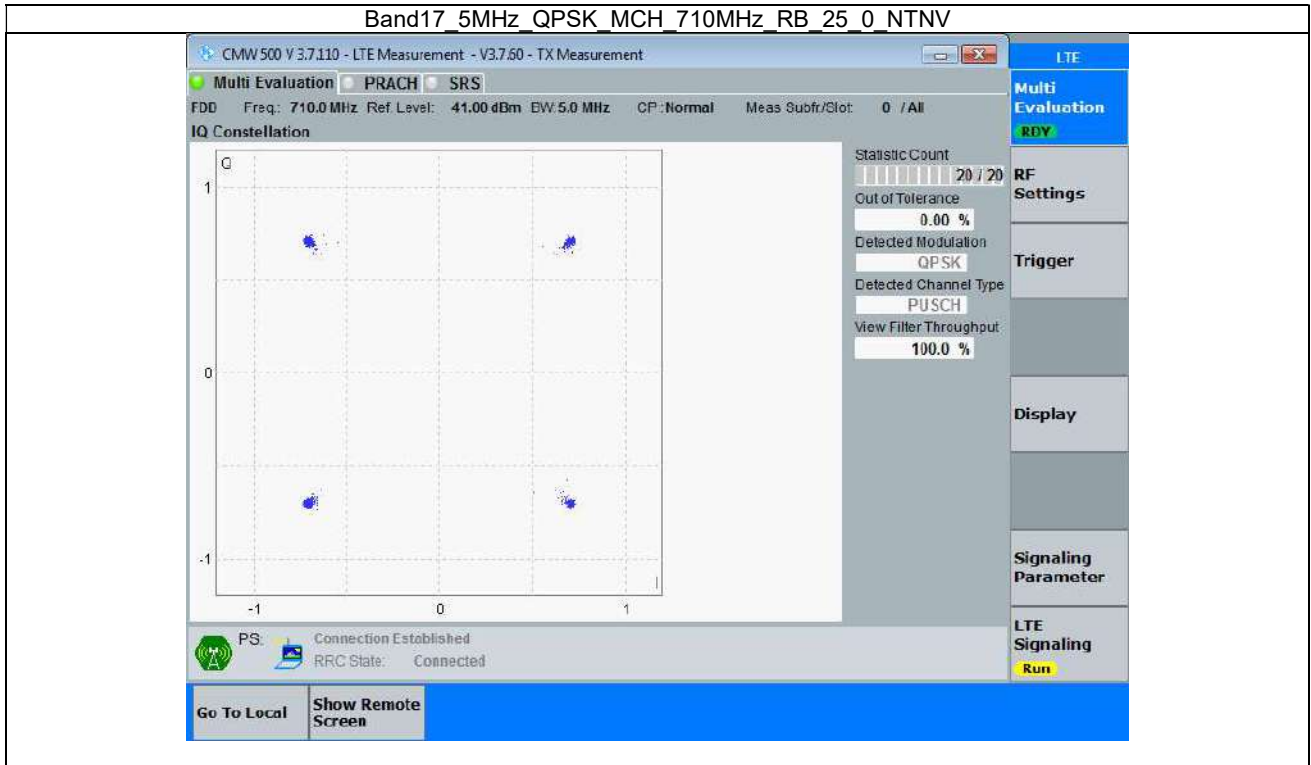 Band17_5MHz_QPSK_MCH_710MHz_RB_25_0_NTNV
CMW 500 V 3.7.110 - LTE Measurement - V3.7.60 - TX Measurement
LTE
Multi Evaluation PRACH SRS
FDD Freq.: 710.0 MHz Ref. Level: 41.00 dBm BW: 5.0 MHz CP: Normal Meas Subfr./Slot: 0 / All
IQ Constellation
Q
1
0
-1
-1 0 1
I
Statistic Count
20 / 20
Out of Tolerance
0.00 %
Detected Modulation
QPSK
Detected Channel Type
PUSCH
View Filter Throughput
100.0 %
Multi
Evaluation
RDY
RF
Settings
Trigger
Display
Signaling
Parameter
LTE
Signaling
Run
PS: Connection Established
RRC State: Connected
Go To Local
Show Remote
Screen